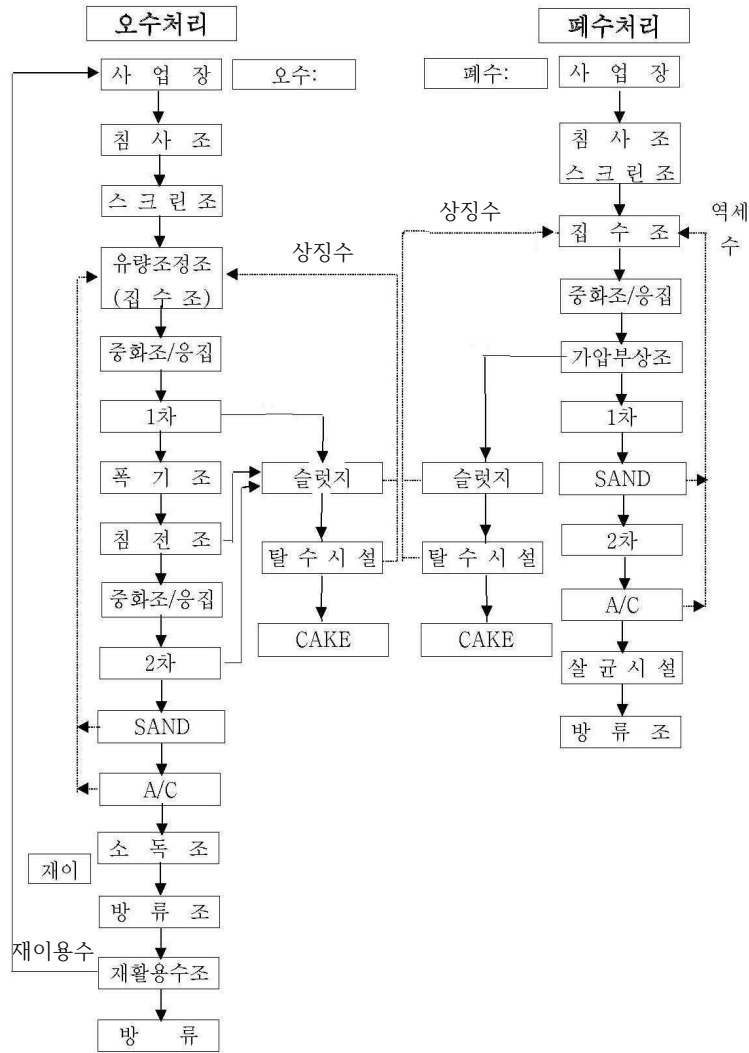 오수처리
사 업 장
오수:
침 사 조
스 크 린 조
유량조정조
(집 수 조)
상징수
중화조/응집
1차
폭 기 조
침 전 조
중화조/응집
2차
SAND
A/C
소 독 조
재이
방 류 조
재이용수
재활용수조
방 류
슬럿지
탈 수 시 설
CAKE
폐수처리
폐수:
사 업 장
침 사 조
스 크 린 조
상징수
집 수 조
역세
수
중화조/응집
가압부상조
1차
슬럿지
SAND
탈 수 시 설
2차
CAKE
A/C
살 균 시 설
방 류 조